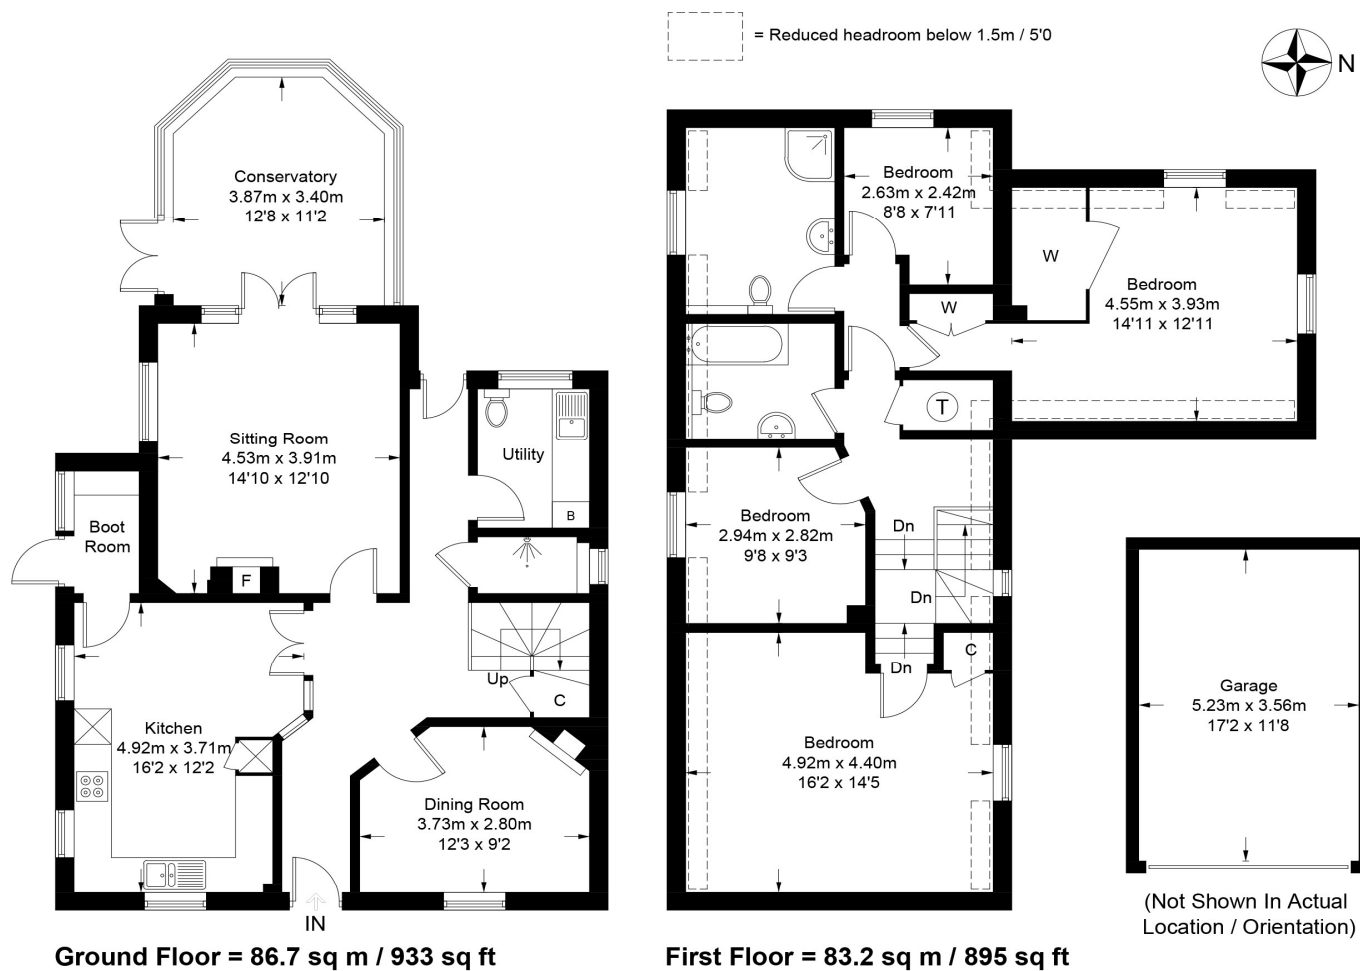 = Reduced headroom below 1.5m / 5'0
N
Conservatory
3.87m x 3.40m
12'8 x 11'2
Sitting Room
4.53m x 3.91m
14'10 x 12'10
Utility
B
Boot
Room
F
Up
C
Kitchen
4.92m x 3.71m
16'2 x 12'2
Dining Room
3.73m x 2.80m
12'3 x 9'2
IN
Ground Floor = 86.7 sq m / 933 sq ft
Bedroom
2.63m x 2.42m
8'8 x 7'11
W
W
Bedroom
4.55m x 3.93m
14'11 x 12'11
T
Bedroom
2.94m x 2.82m
9'8 x 9'3
Dn
Dn
Dn
C
Bedroom
4.92m x 4.40m
16'2 x 14'5
First Floor = 83.2 sq m / 895 sq ft
Garage
5.23m x 3.56m
17'2 x 11'8
(Not Shown In Actual
Location / Orientation)